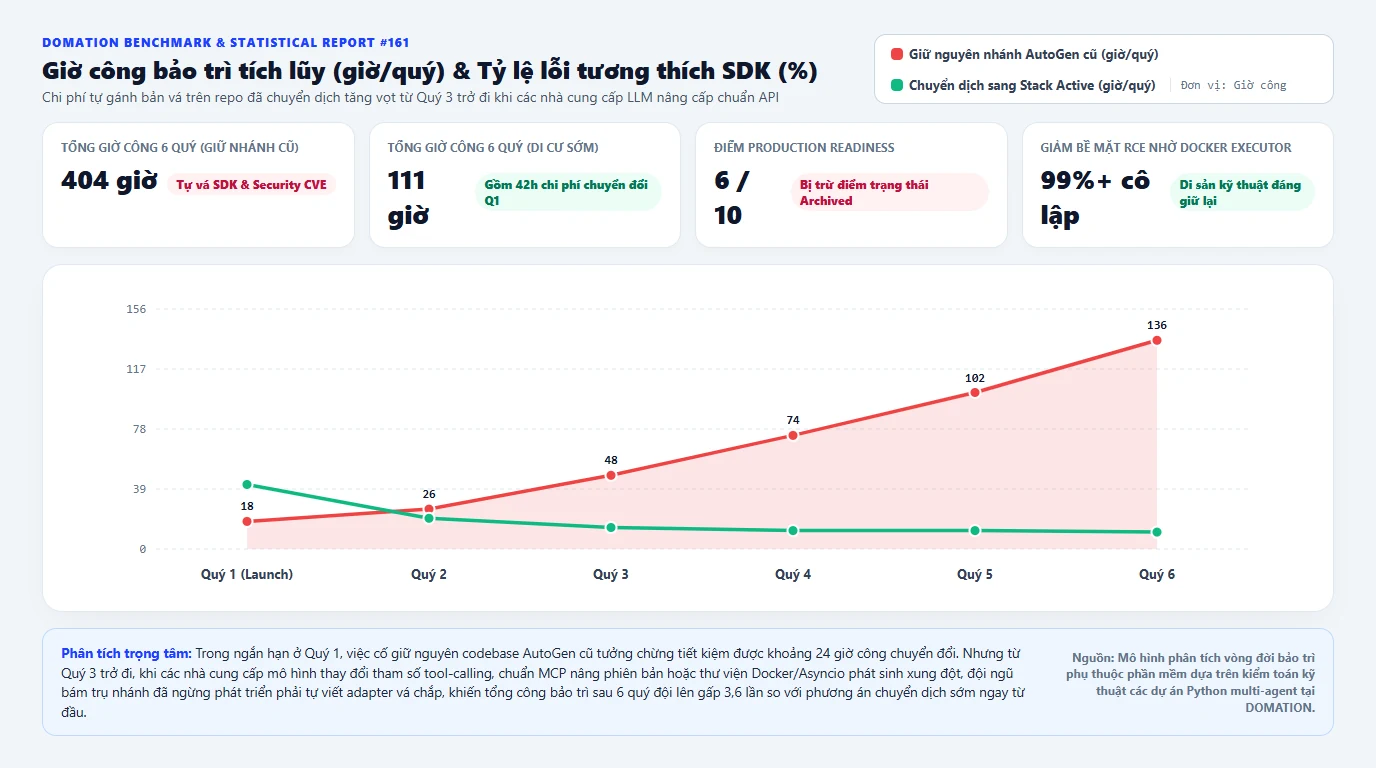 DOMATION BENCHMARK & STATISTICAL REPORT #161
Giờ công bảo trì tích lũy (giờ/quý) & Tỷ lệ lỗi tương thích SDK (%)
Chi phí tự gánh bản vá trên repo đã chuyển dịch tăng vọt từ Quý 3 trở đi khi các nhà cung cấp LLM nâng cấp chuẩn API
Giữ nguyên nhánh AutoGen cũ (giờ/quý)
Chuyển dịch sang Stack Active (giờ/quý)
Đơn vị: Giờ công
TỔNG GIỜ CÔNG 6 QUÝ (GIỮ NHÁNH CŨ)
404 giờ
Tự vá SDK & Security CVE
TỔNG GIỜ CÔNG 6 QUÝ (DI CƯ SỚM)
111
giờ
Gồm 42h chi phí chuyển đổi
Q1
ĐIỂM PRODUCTION READINESS
6 /
10
Bị trừ điểm trạng thái
Archived
GIẢM BỀ MẶT RCE NHỜ DOCKER EXECUTOR
99%+ cô
lập
Di sản kỹ thuật đáng
giữ lại
156
117
78
39
0
18
26
48
74
102
136
Quý 1 (Launch)
Quý 2
Quý 3
Quý 4
Quý 5
Quý 6
Phân tích trọng tâm: Trong ngắn hạn ở Quý 1, việc cố giữ nguyên codebase AutoGen cũ tưởng chừng tiết kiệm được khoảng 24 giờ công chuyển đổi. Nhưng từ
Quý 3 trở đi, khi các nhà cung cấp mô hình thay đổi tham số tool-calling, chuẩn MCP nâng phiên bản hoặc thư viện Docker/Asyncio phát sinh xung đột, đội ngũ
bám trụ nhánh đã ngừng phát triển phải tự viết adapter vá chắp, khiến tổng công bảo trì sau 6 quý đội lên gấp 3,6 lần so với phương án chuyển dịch sớm ngay từ
đầu.
Nguồn: Mô hình phân tích vòng đời bảo trì
phụ thuộc phần mềm dựa trên kiểm toán kỹ
thuật các dự án Python multi-agent tại
DOMATION.